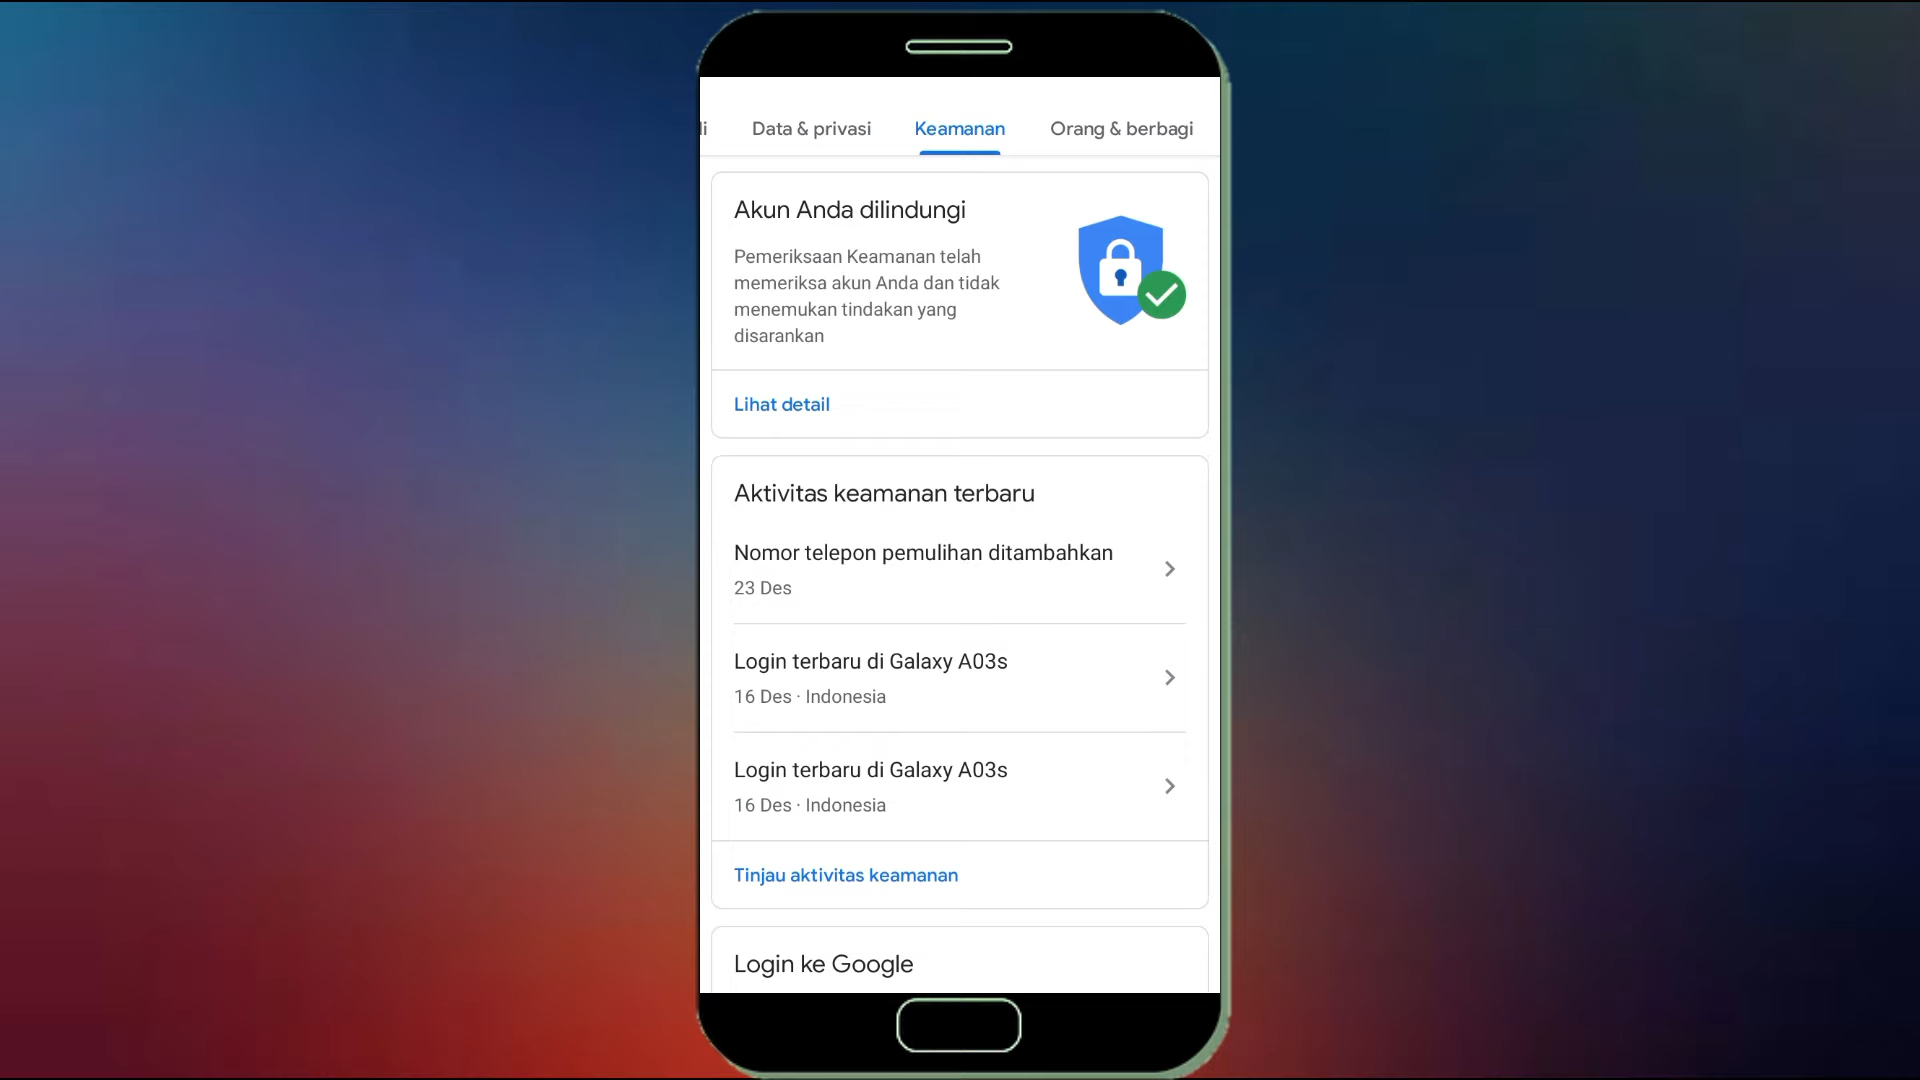 Data & privasi
Keamanan
Orang & berbagi
Akun Anda dilindungi
Pemeriksaan Keamanan telah
memeriksa akun Anda dan tidak
menemukan tindakan yang
disarankan
Lihat detail
Aktivitas keamanan terbaru
Nomor telepon pemulihan ditambahkan
23 Des
Login terbaru di Galaxy A03s
16 Des · Indonesia
Login terbaru di Galaxy A03s
16 Des · Indonesia
Tinjau aktivitas keamanan
Login ke Google